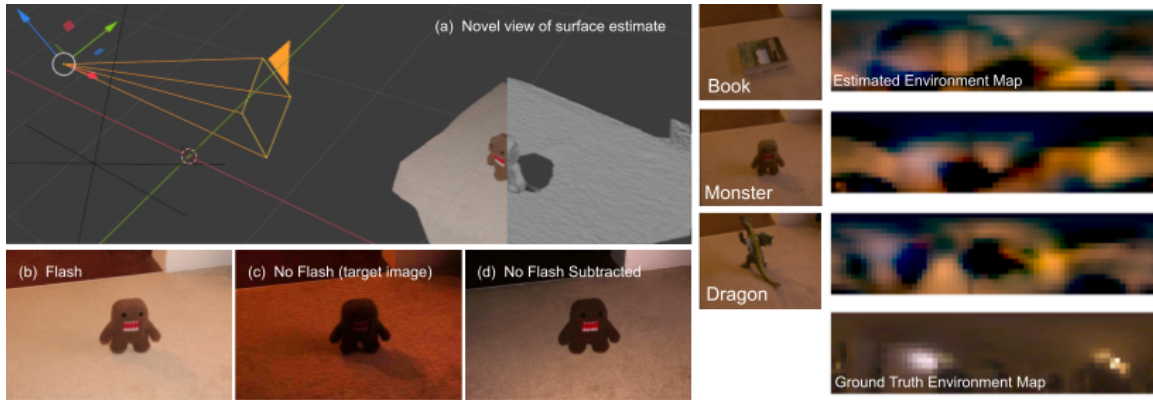 (a) Novel view of surface estimate
(b) Flash
(c) No Flash (target image)
(d) No Flash Subtracted
Book
Estimated Environment Map
Monster
Dragon
Ground Truth Environment Map